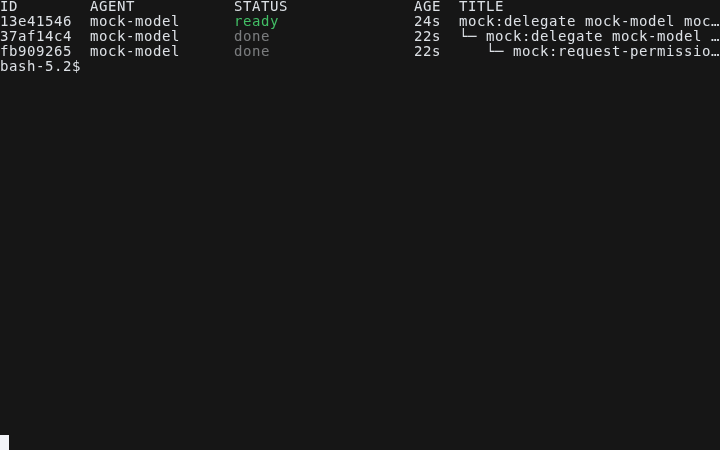 ID        AGENT           STATUS              AGE  TITLE
13e41546  mock-model      ready               24s  mock:delegate mock-model moc…
37af14c4  mock-model      done                22s  └─ mock:delegate mock-model …
fb909265  mock-model      done                22s     └─ mock:request-permissio…
bash-5.2$